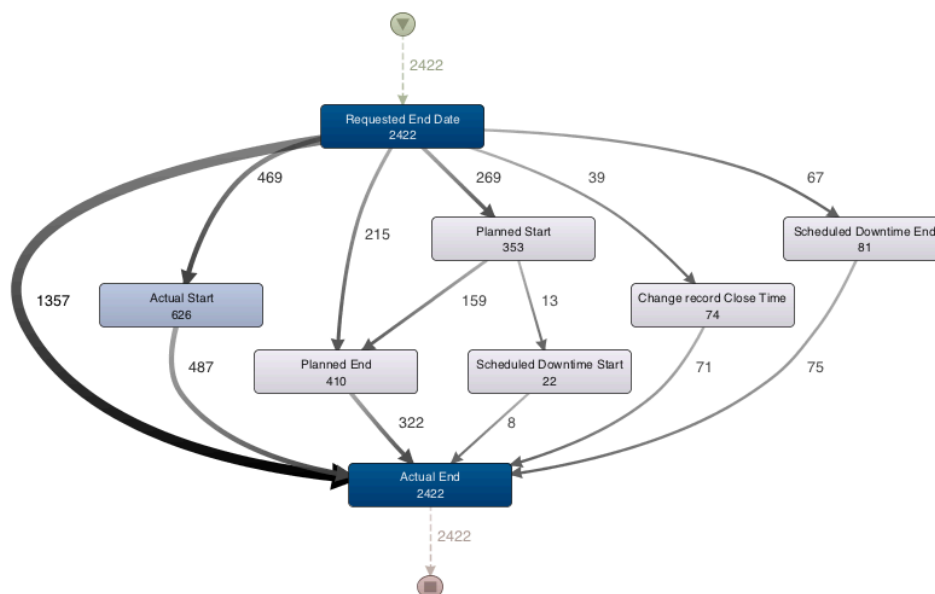 2422
Requested End Date
2422
469
269
39
67
215
Planned Start
353
Scheduled Downtime End
81
1357
Actual Start
626
159
13
Change record Close Time
74
487
Planned End
410
Scheduled Downtime Start
22
71
75
322
8
Actual End
2422
2422